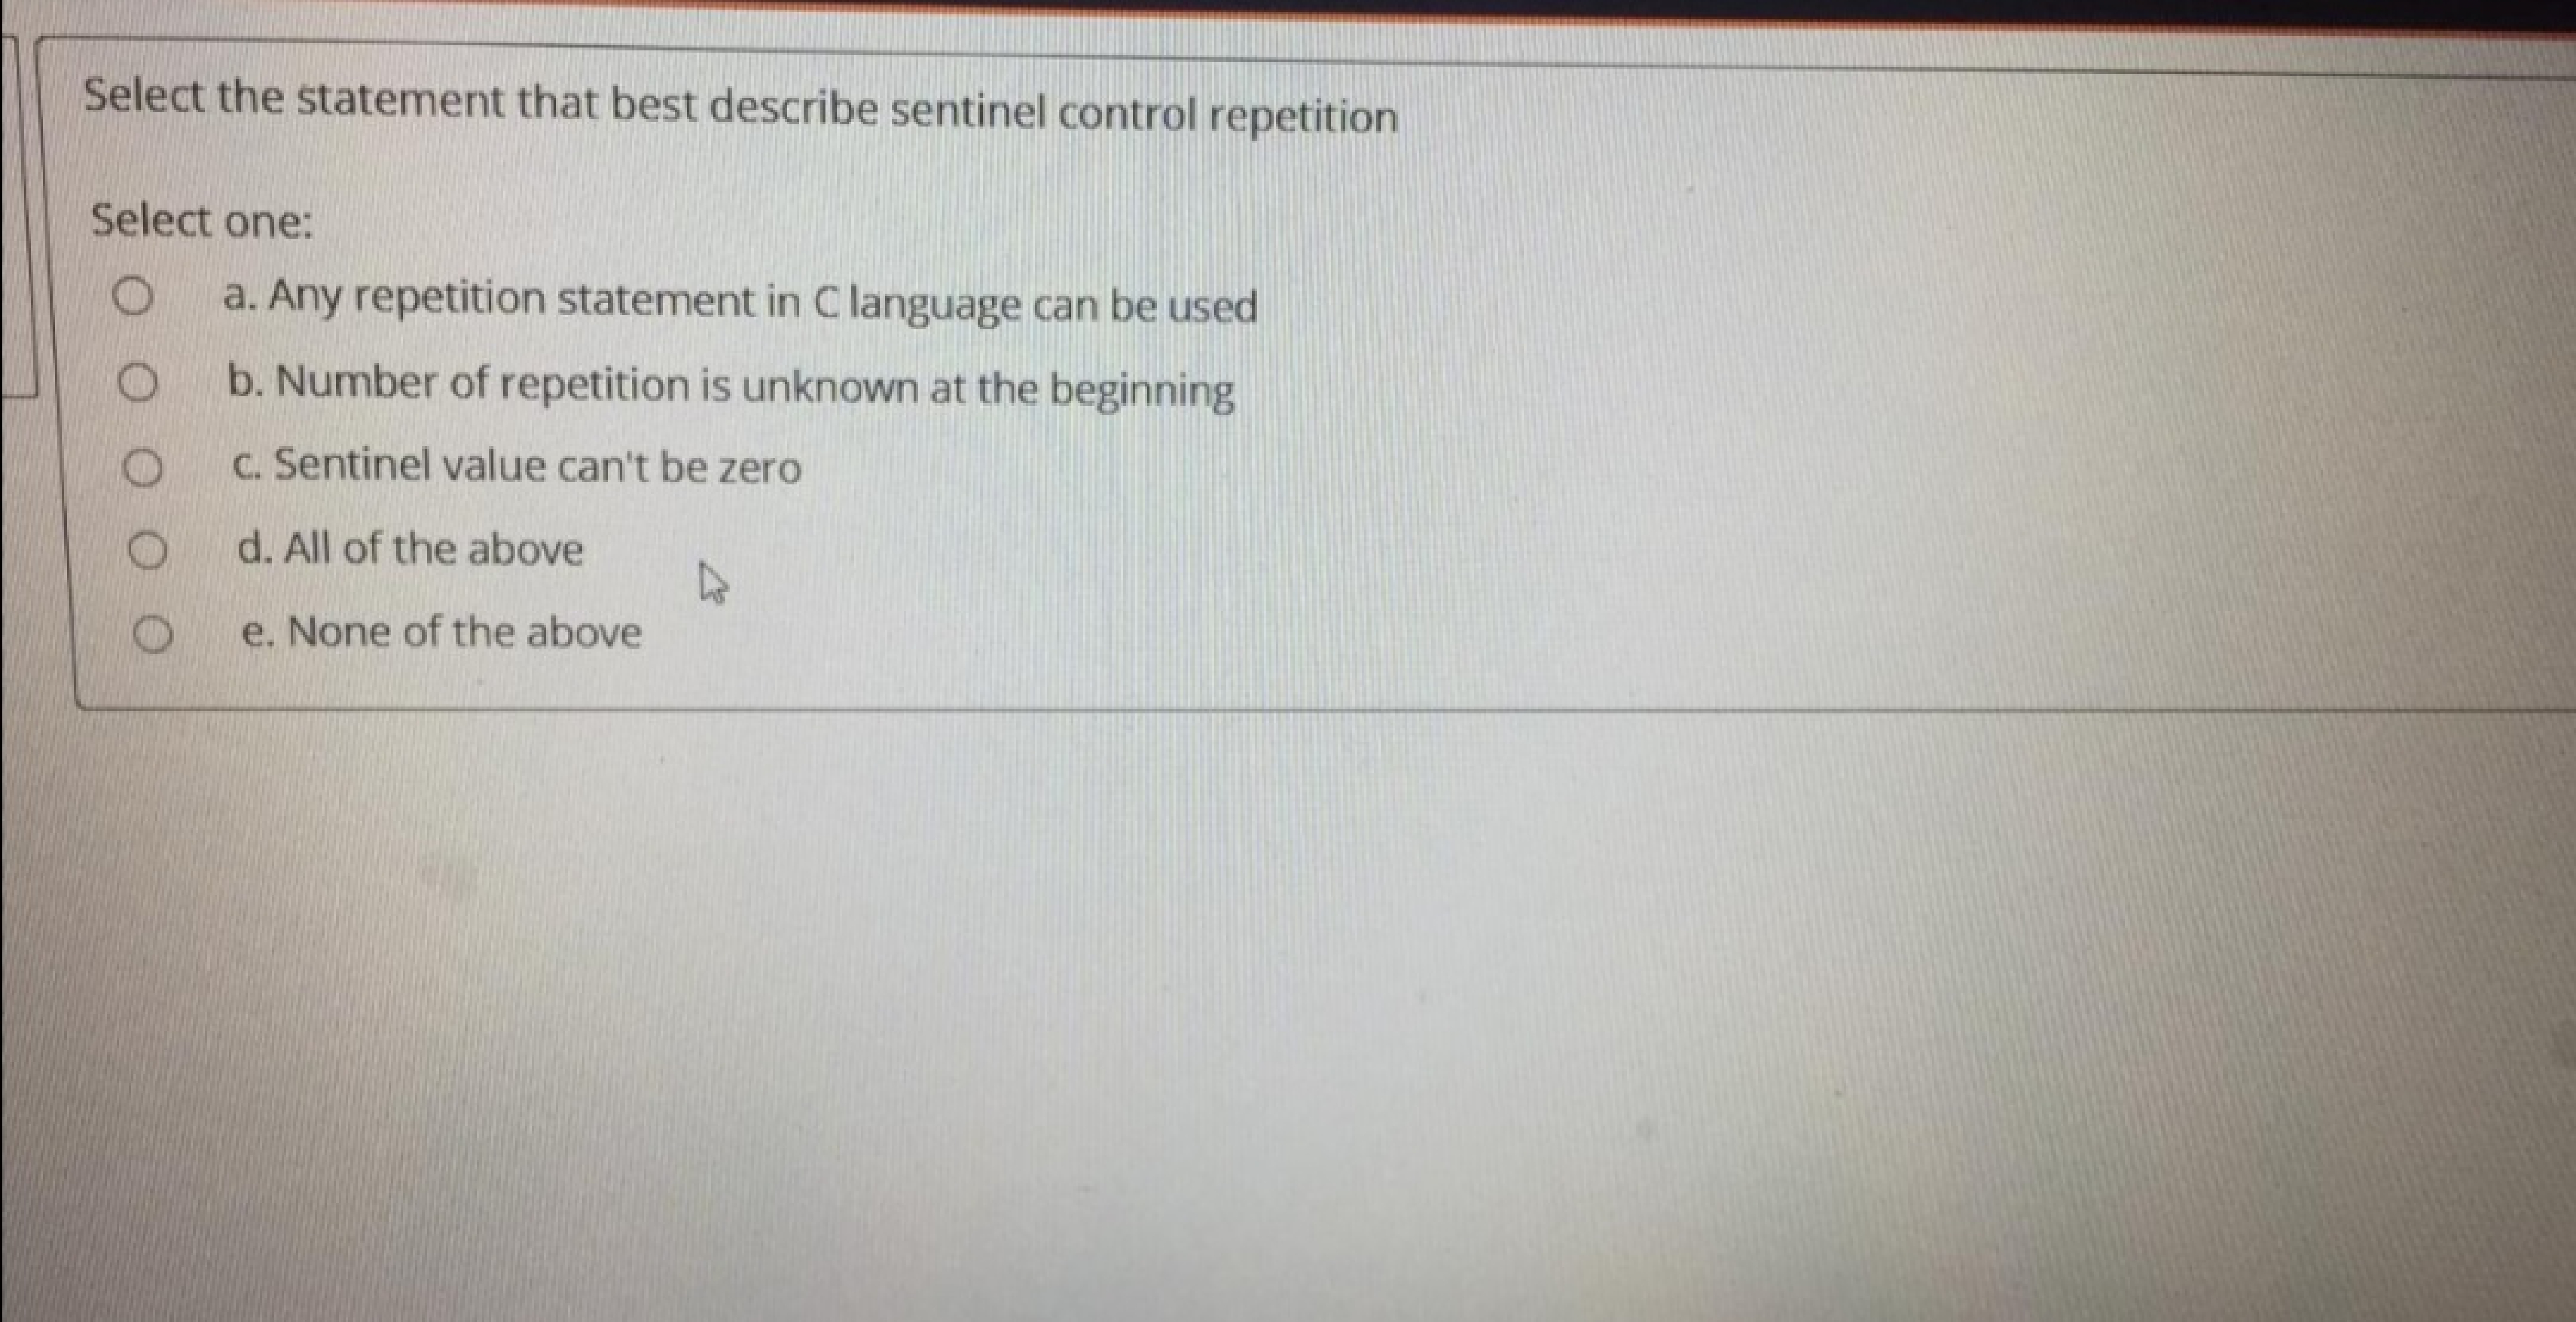 Select the statement that best describe sentinel control repetition
Select one:
a. Any repetition statement in C language can be used
b. Number of repetition is unknown at the beginning
c. Sentinel value can't be zero
d. All of the above
e. None of the above